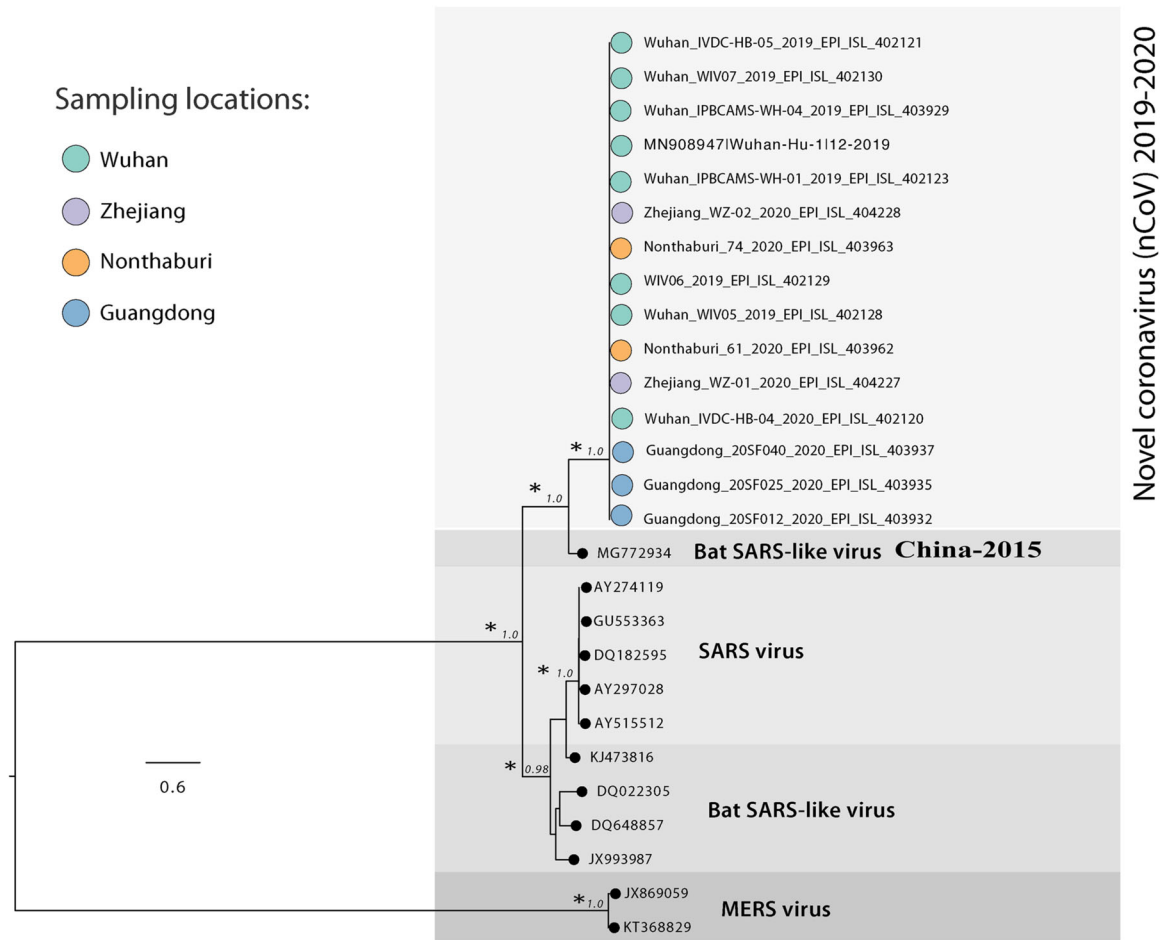 Sampling locations:
Wuhan
Zhejiang
Nonthaburi
Guangdong
Wuhan_IVDC-HB-05_2019_EPI_ISL_402121
Wuhan_WIV07_2019_EPI_ISL_402130
Wuhan_IPBCAMS-WH-04_2019_EPI_ISL_403929
MN908947|Wuhan-Hu-1|12-2019
Wuhan_IPBCAMS-WH-01_2019_EPI_ISL_402123
Zhejiang_WZ-02_2020_EPI_ISL_404228
Nonthaburi_74_2020_EPI_ISL_403963
WIV06_2019_EPI_ISL_402129
Wuhan_WIV05_2019_EPI_ISL_402128
Nonthaburi_61_2020_EPI_ISL_403962
Zhejiang_WZ-01_2020_EPI_ISL_404227
Wuhan_IVDC-HB-04_2020_EPI_ISL_402120
* 1.0
Guangdong_20SF040_2020_EPI_ISL_403937
* 1.0
Guangdong_20SF025_2020_EPI_ISL_403935
Guangdong_20SF012_2020_EPI_ISL_403932
Novel coronavirus (nCoV) 2019-2020
MG772934 Bat SARS-like virus China-2015
AY274119
GU553363
* 1.0
DQ182595 SARS virus
* 1.0
AY297028
AY515512
KJ473816
* 0.98
DQ022305
Bat SARS-like virus
DQ648857
JX993987
0.6
* 1.0
JX869059
MERS virus
KT368829